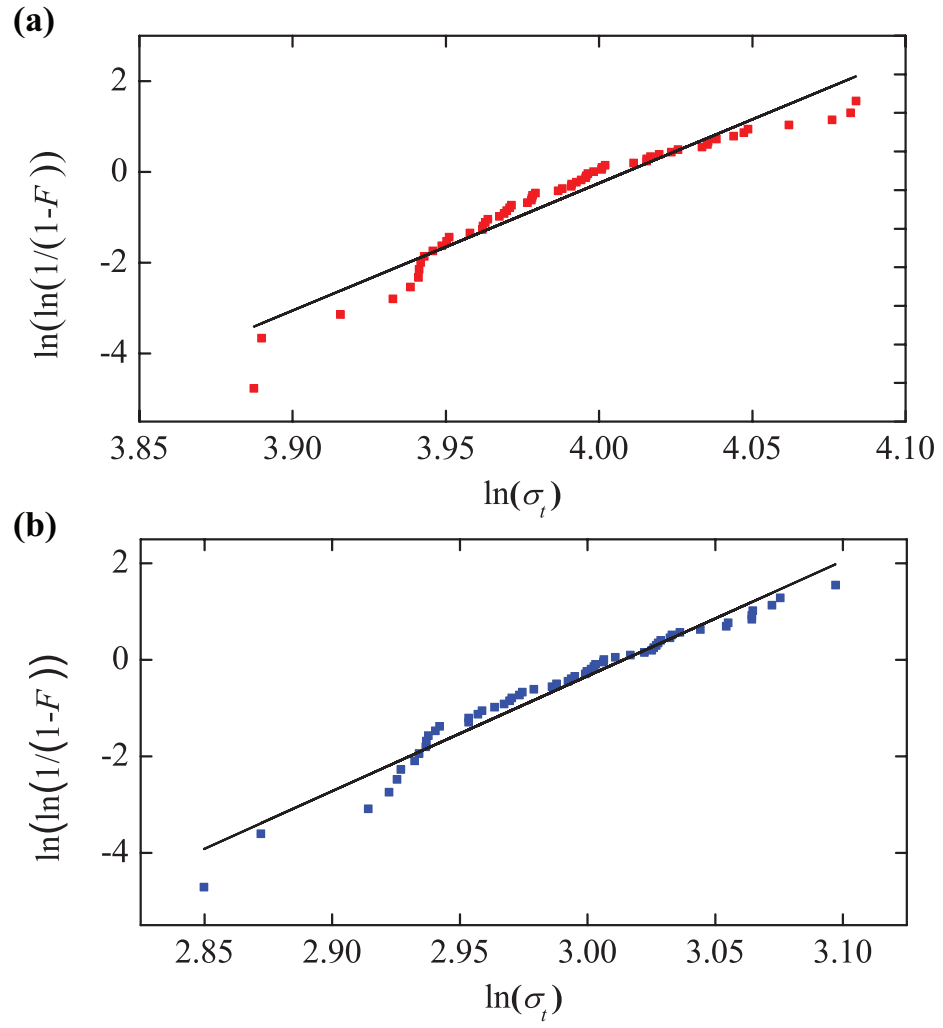 (a)
2
0
-2
-4
ln(ln(1/(1-F))
3.85 3.90 3.95 4.00 4.05 4.10
ln(σt)
(b)
2
0
-2
-4
ln(ln(1/(1-F))
2.85 2.90 2.95 3.00 3.05 3.10
ln(σt)